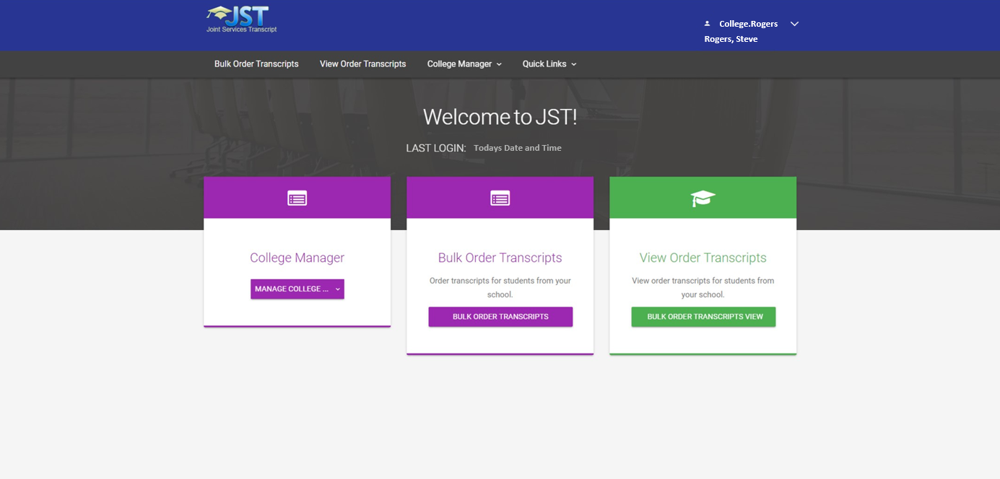 JST
Joint Services Transcript
College.Rogers
Rogers, Steve
Bulk Order Transcripts View Order Transcripts College Manager Quick Links
Welcome to JST!
LAST LOGIN: Todays Date and Time
College Manager
MANAGE COLLEGE ...
Bulk Order Transcripts
Order transcripts for students from your
school.
BULK ORDER TRANSCRIPTS
View Order Transcripts
View order transcripts for students from
your school.
BULK ORDER TRANSCRIPTS VIEW